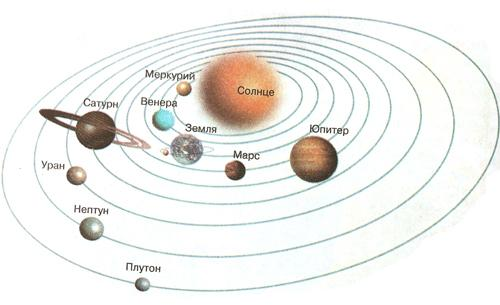 Меркурий
Солнце
Сатурн
Венера
Земля
Юпитер
Марс
Уран
Нептун
Плутон